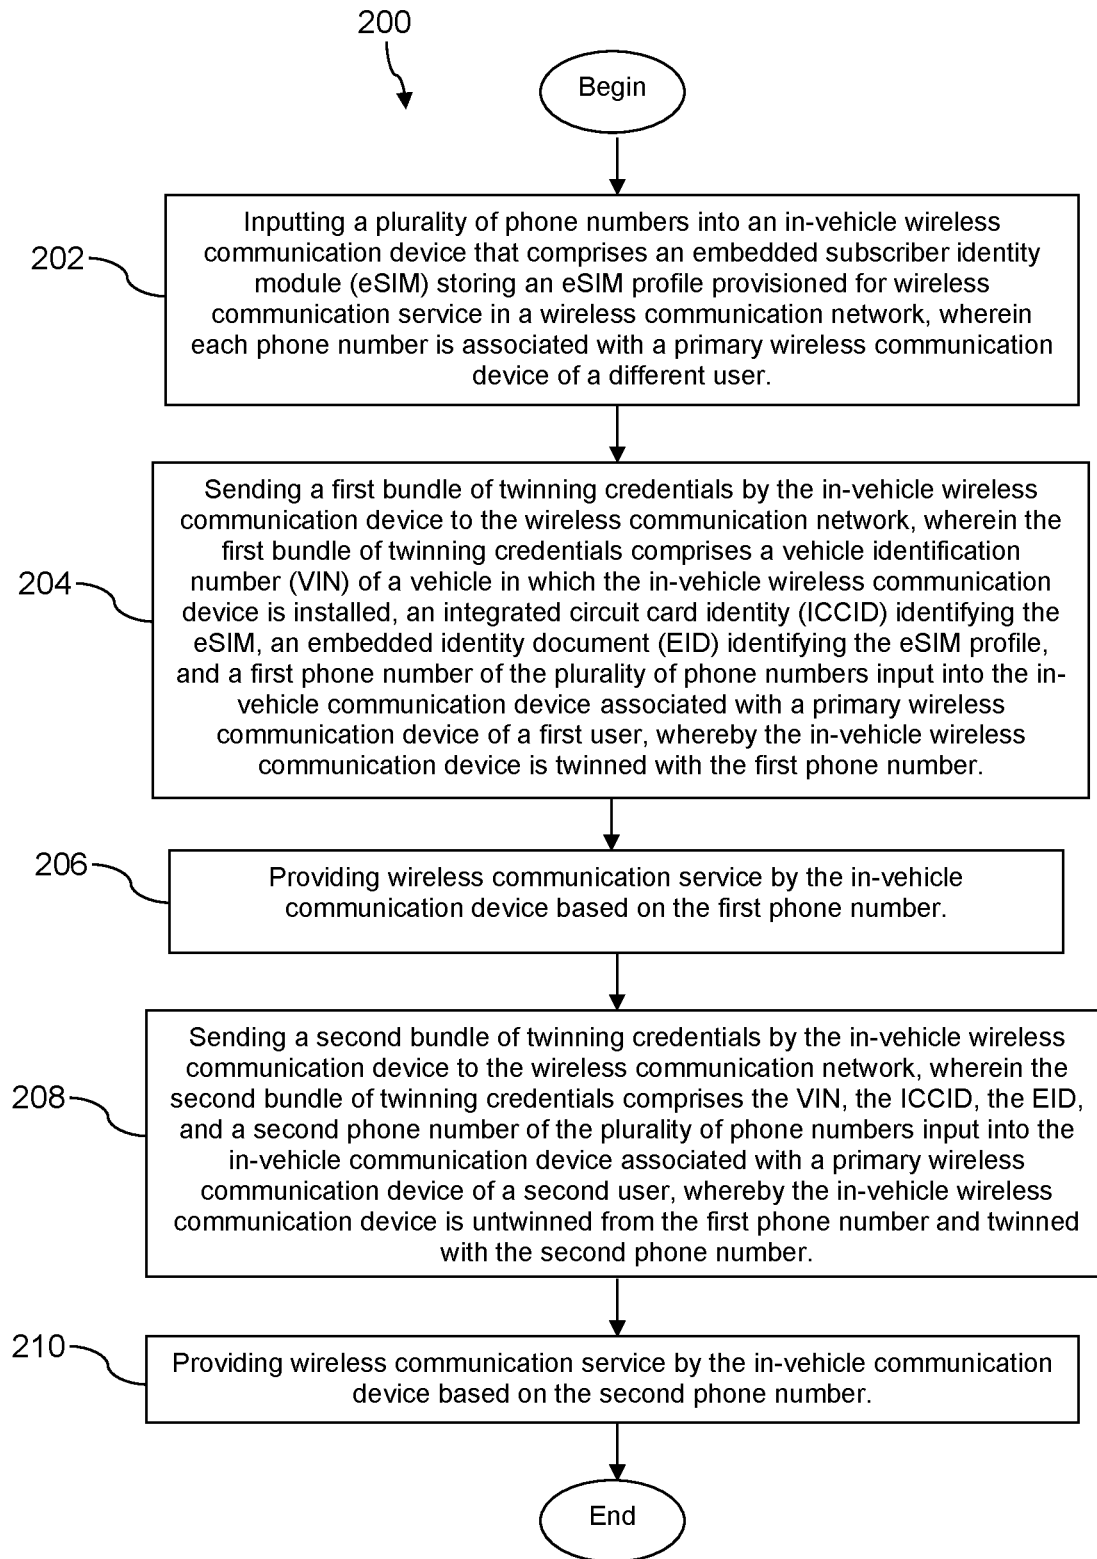 200
Begin
202
Inputting a plurality of phone numbers into an in-vehicle wireless
communication device that comprises an embedded subscriber identity
module (eSIM) storing an eSIM profile provisioned for wireless
communication service in a wireless communication network, wherein
each phone number is associated with a primary wireless communication
device of a different user.
204
Sending a first bundle of twinning credentials by the in-vehicle wireless
communication device to the wireless communication network, wherein the
first bundle of twinning credentials comprises a vehicle identification
number (VIN) of a vehicle in which the in-vehicle wireless communication
device is installed, an integrated circuit card identity (ICCID) identifying the
eSIM, an embedded identity document (EID) identifying the eSIM profile,
and a first phone number of the plurality of phone numbers input into the in-
vehicle communication device associated with a primary wireless
communication device of a first user, whereby the in-vehicle wireless
communication device is twinned with the first phone number.
206
Providing wireless communication service by the in-vehicle
communication device based on the first phone number.
208
Sending a second bundle of twinning credentials by the in-vehicle wireless
communication device to the wireless communication network, wherein the
second bundle of twinning credentials comprises the VIN, the ICCID, the EID,
and a second phone number of the plurality of phone numbers input into the
in-vehicle communication device associated with a primary wireless
communication device of a second user, whereby the in-vehicle wireless
communication device is untwinned from the first phone number and twinned
with the second phone number.
210
Providing wireless communication service by the in-vehicle communication
device based on the second phone number.
End